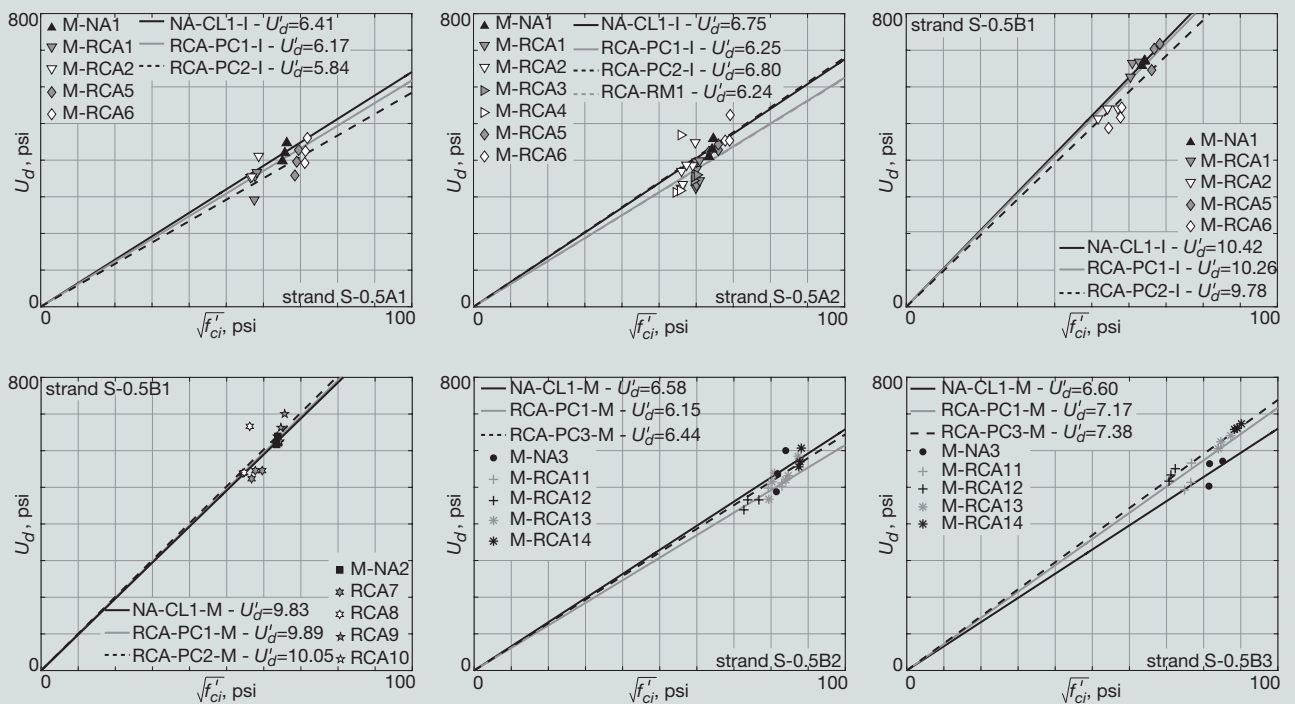 800
M-NA1
M-RCA1
M-RCA2
M-RCA5
M-RCA6
NA-CL1-I - U'd=6.41
RCA-PC1-I - U'd=6.17
RCA-PC2-I - U'd=5.84
Ud, psi
0
strand S-0.5A1
0
√f'ci, psi
100
800
M-NA1
M-RCA1
M-RCA2
M-RCA3
M-RCA4
M-RCA5
M-RCA6
NA-CL1-I - U'd=6.75
RCA-PC1-I - U'd=6.25
RCA-PC2-I - U'd=6.80
RCA-RM1 - U'd=6.24
Ud, psi
0
strand S-0.5A2
0
√f'ci, psi
100
800
strand S-0.5B1
M-NA1
M-RCA1
M-RCA2
M-RCA5
M-RCA6
NA-CL1-I - U'd=10.42
RCA-PC1-I - U'd=10.26
RCA-PC2-I - U'd=9.78
Ud, psi
0
0
√f'ci, psi
100
800
strand S-0.5B1
M-NA2
RCA7
RCA8
RCA9
RCA10
NA-CL1-M - U'd=9.83
RCA-PC1-M - U'd=9.89
RCA-PC2-M - U'd=10.05
Ud, psi
0
0
√f'ci, psi
100
800
NA-CL1-M - U'd=6.58
RCA-PC1-M - U'd=6.15
RCA-PC3-M - U'd=6.44
M-NA3
M-RCA11
M-RCA12
M-RCA13
M-RCA14
Ud, psi
0
strand S-0.5B2
0
√f'ci, psi
100
800
NA-CL1-M - U'd=6.60
RCA-PC1-M - U'd=7.17
RCA-PC3-M - U'd=7.38
M-NA3
M-RCA11
M-RCA12
M-RCA13
M-RCA14
Ud, psi
0
strand S-0.5B3
0
√f'ci, psi
100